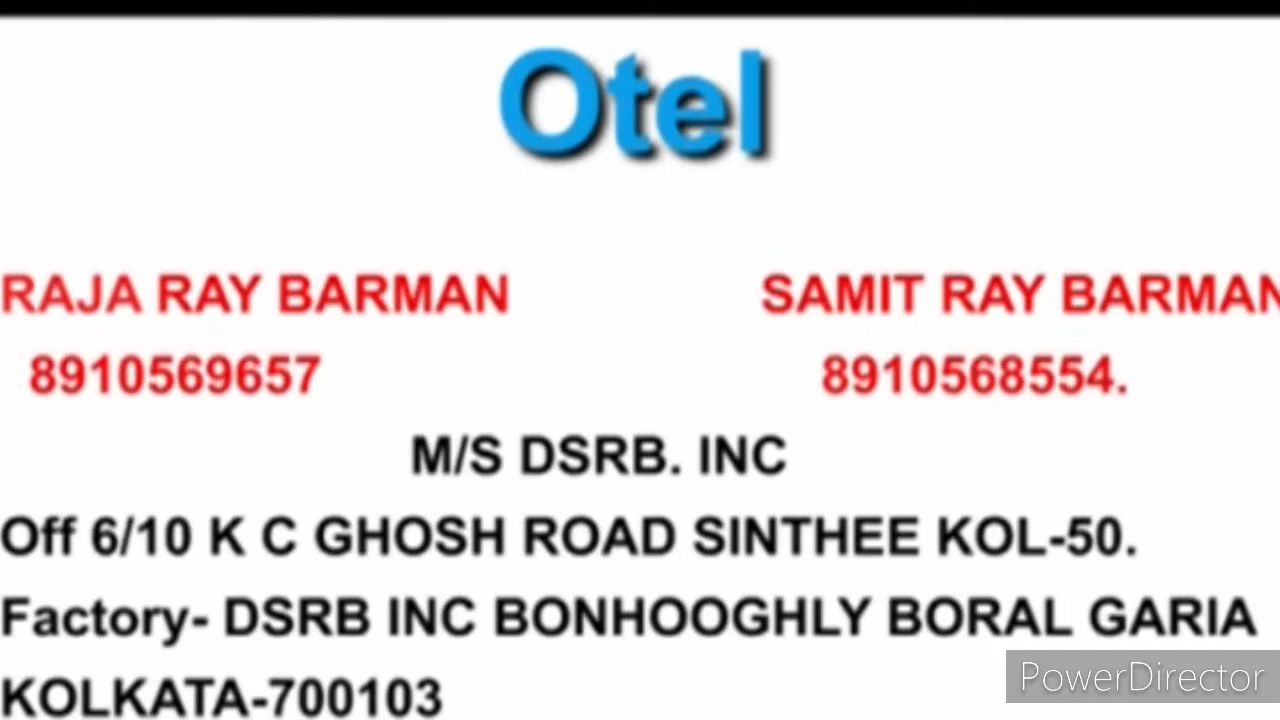 Otel
RAJA RAY BARMAN SAMIT RAY BARMAN
8910569657 8910568554.
M/S DSRB. INC
Off 6/10 K C GHOSH ROAD SINTHEE KOL-50.
Factory- DSRB INC BONHOOGHLY BORAL GARIA
KOLKATA-700103
PowerDirector